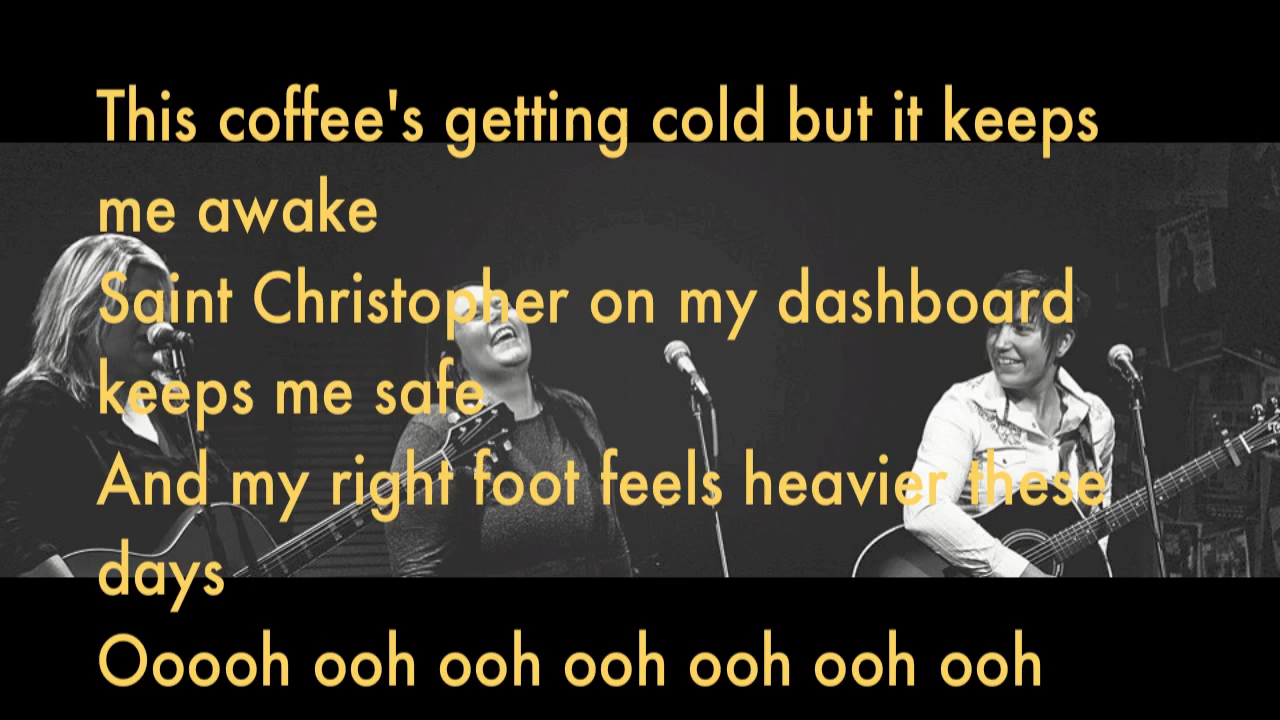 This coffee's getting cold but it keeps
me awake
Saint Christopher on my dashboard
keeps me safe
And my right foot feels heavier these
days
Ooooh ooh ooh ooh ooh ooh ooh